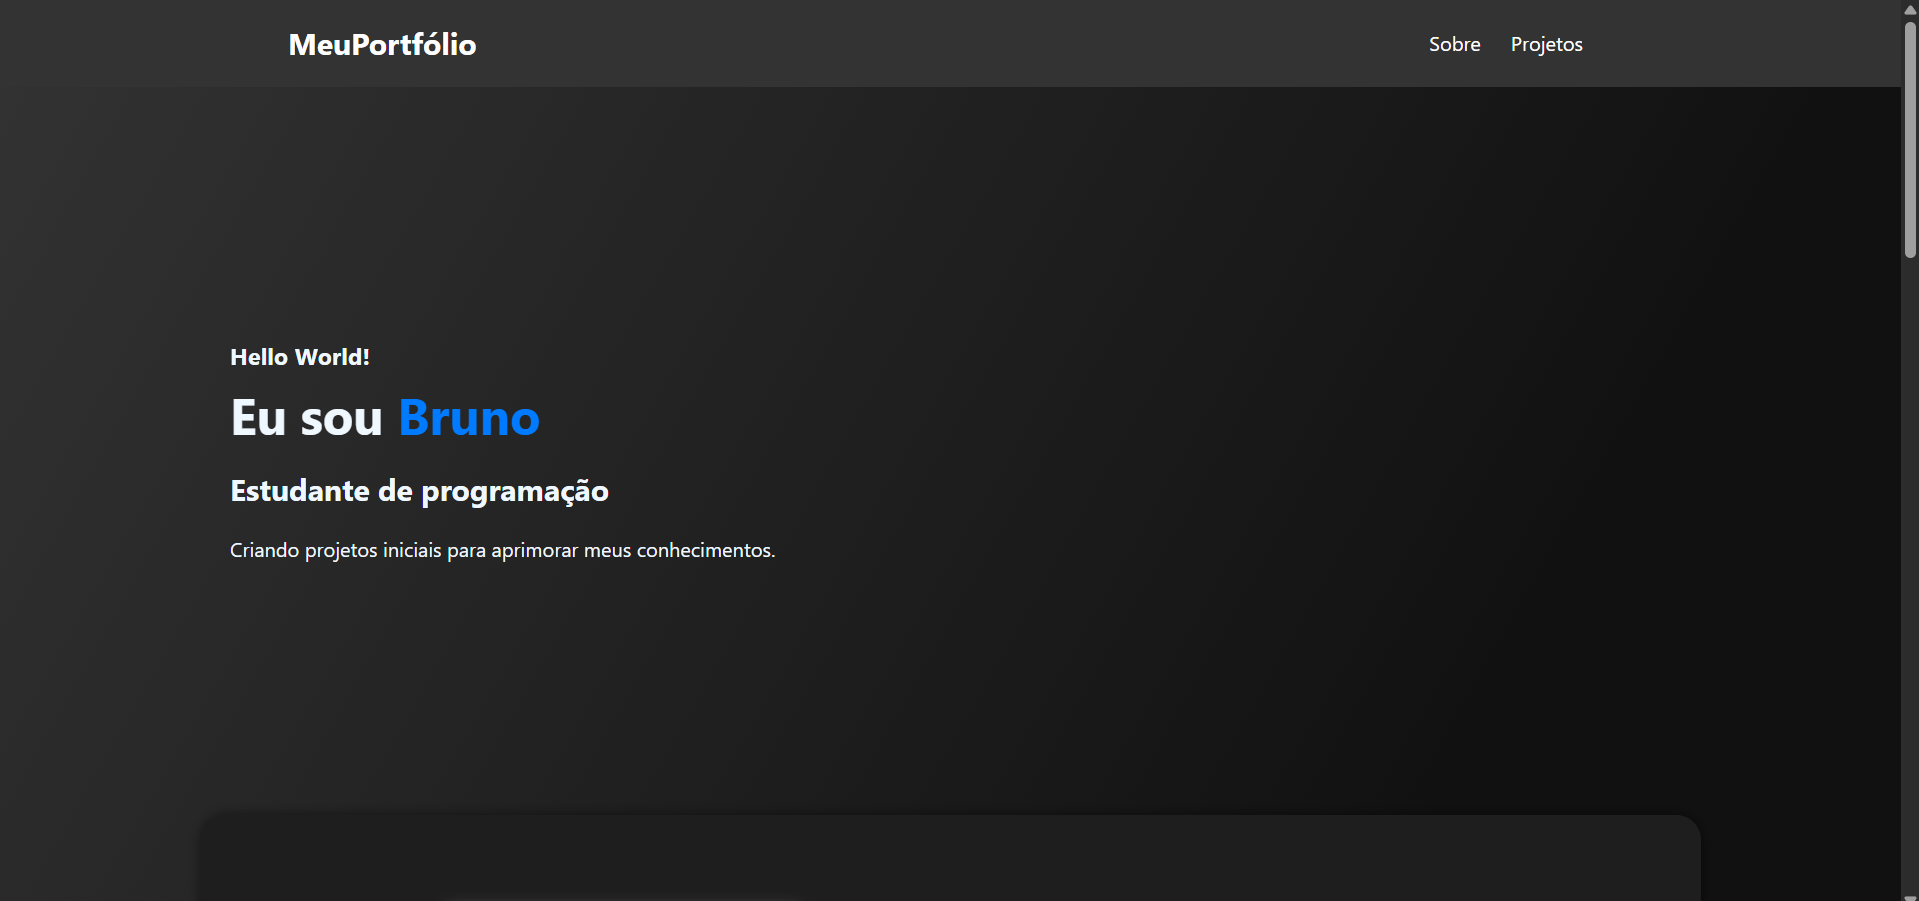 MeuPortfólio
Sobre Projetos
Hello World!
Eu sou Bruno
Estudante de programação
Criando projetos iniciais para aprimorar meus conhecimentos.